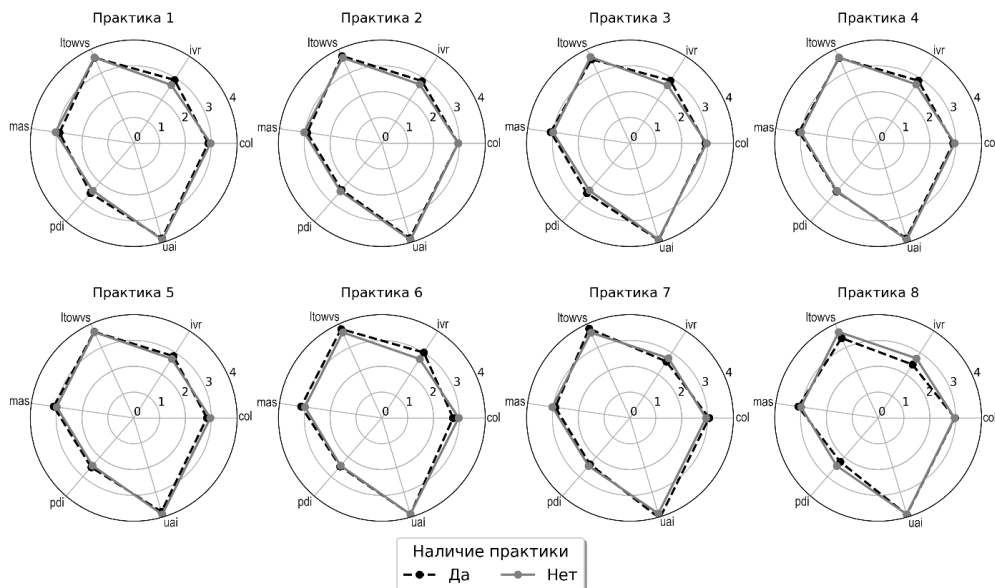 Практика 1
ltowvs
ivr
mas
0
1
2
3
4
col
pdi
uai
Практика 2
ltowvs
ivr
mas
0
1
2
3
4
col
pdi
uai
Практика 3
ltowvs
ivr
mas
0
1
2
3
4
col
pdi
uai
Практика 4
ltowvs
ivr
mas
0
1
2
3
4
co
pdi
uai
Практика 5
ltowvs
ivr
mas
0
1
2
3
4
col
pdi
uai
Практика 6
ltowvs
ivr
mas
0
1
2
3
4
col
pdi
uai
Практика 7
ltowvs
ivr
mas
0
1
2
3
4
col
pdi
uai
Практика 8
ltowvs
ivr
mas
0
1
2
3
4
co
pdi
uai
Наличие практики
Да Нет